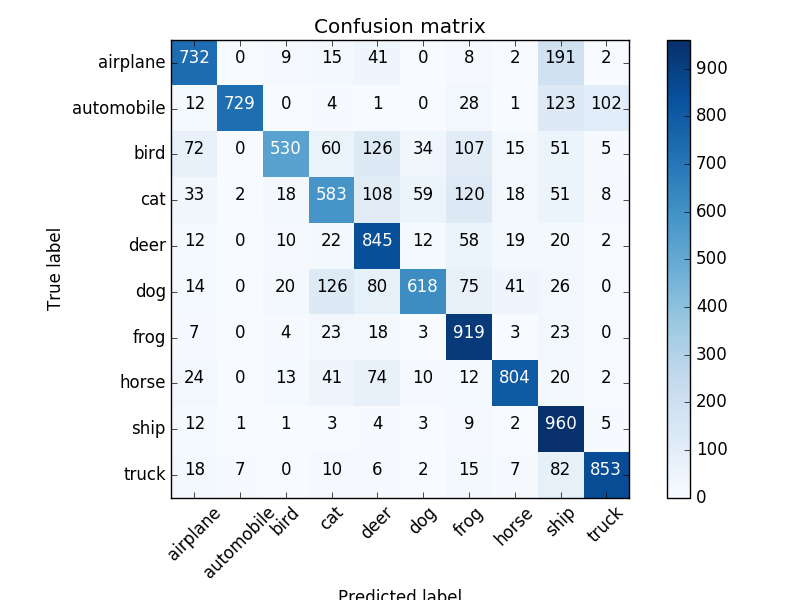 Confusion matrix
airplane 732 0 9 15 41 0 8 2 191 2
automobile 12 729 0 4 1 0 28 1 123 102
bird 72 0 530 60 126 34 107 15 51 5
cat 33 2 18 583 108 59 120 18 51 8
deer 12 0 10 22 845 12 58 19 20 2
dog 14 0 20 126 80 618 75 41 26 0
frog 7 0 4 23 18 3 919 3 23 0
horse 24 0 13 41 74 10 12 804 20 2
ship 12 1 1 3 4 3 9 2 960 5
truck 18 7 0 10 6 2 15 7 82 853
airplane automobile bird cat deer dog frog horse ship truck
True label
Predicted label
900
800
700
600
500
400
300
200
100
0